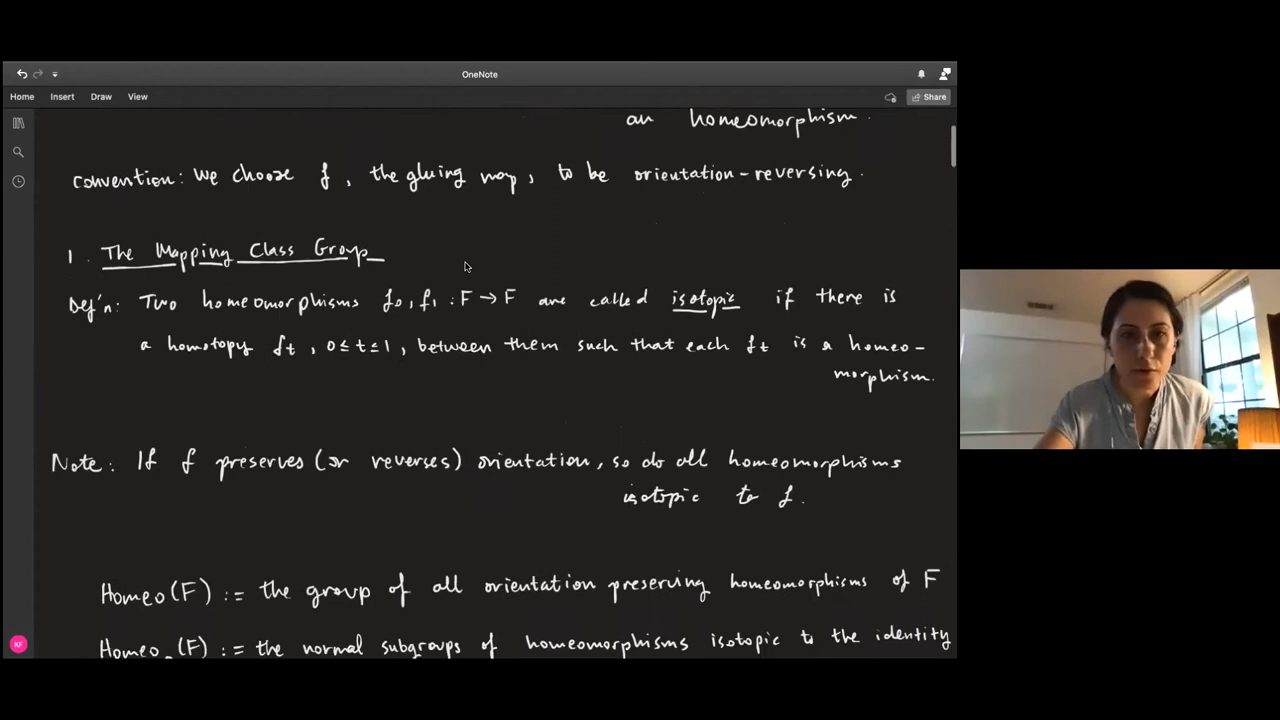 OneNote
Home Insert Draw View Share
an homeomorphism.
convention: We choose f, the gluing map, to be orientation-reversing.
1. The Mapping Class Group
Def'n: Two homeomorphisms f₀, f₁ : F → F are called isotopic if there is
a homotopy fₜ, 0 ≤ t ≤ 1, between them such that each fₜ is a homeo-
morphism.
Note: If f preserves (or reverses) orientation, so do all homeomorphisms
isotopic to f.
Homeo(F) := the group of all orientation preserving homeomorphisms of F
Homeo₀(F) := the normal subgroups of homeomorphisms isotopic to the identity
KF